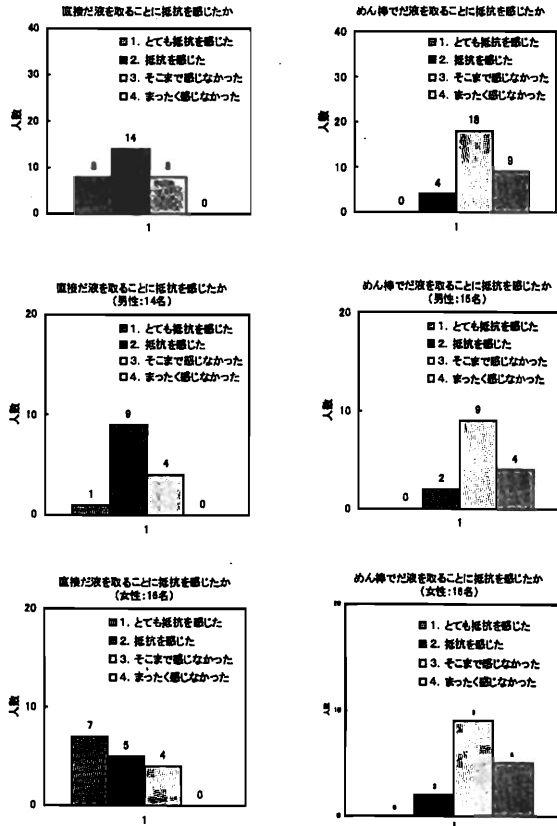 直接だ液を取ることに抵抗を感じたか
40
30
20
10
0
人数
1. とても抵抗を感じた
2. 抵抗を感じた
3. そこまで感じなかった
4. まったく感じなかった
8
14
8
0
1
めん棒でだ液を取ることに抵抗を感じたか
40
30
20
10
0
人数
1. とても抵抗を感じた
2. 抵抗を感じた
3. そこまで感じなかった
4. まったく感じなかった
0
4
18
9
1
直接だ液を取ることに抵抗を感じたか
(男性:14名)
20
10
0
人数
1. とても抵抗を感じた
2. 抵抗を感じた
3. そこまで感じなかった
4. まったく感じなかった
1
9
4
0
1
めん棒でだ液を取ることに抵抗を感じたか
(男性:15名)
20
10
0
人数
1. とても抵抗を感じた
2. 抵抗を感じた
3. そこまで感じなかった
4. まったく感じなかった
0
2
9
4
1
直接だ液を取ることに抵抗を感じたか
(女性:16名)
20
10
0
人数
1. とても抵抗を感じた
2. 抵抗を感じた
3. そこまで感じなかった
4. まったく感じなかった
7
5
4
0
1
めん棒でだ液を取ることに抵抗を感じたか
(女性:16名)
20
10
0
人数
1. とても抵抗を感じた
2. 抵抗を感じた
3. そこまで感じなかった
4. まったく感じなかった
0
2
9
5